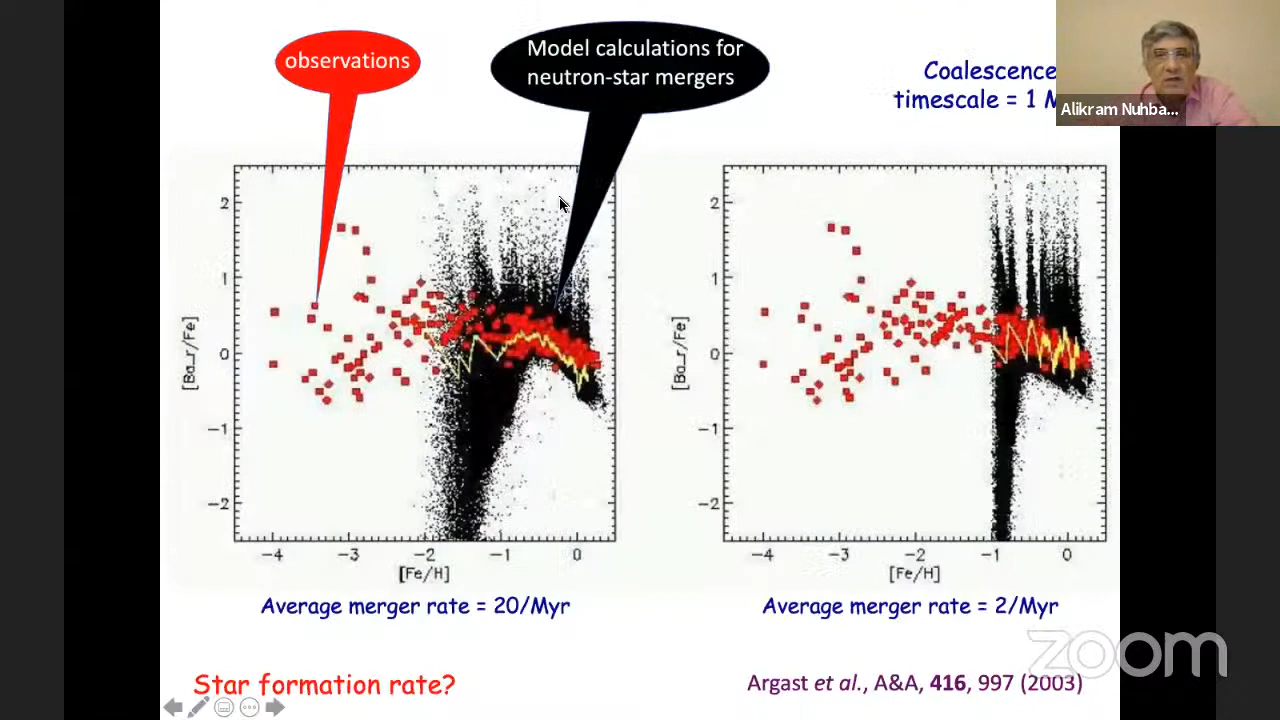 observations
Model calculations for
neutron-star mergers
Coalescence
timescale = 1 M
Alikram Nuhba...
2
1
0
−1
−2
[Ba_r/Fe]
−4 −3 −2 −1 0
[Fe/H]
2
1
0
−1
−2
[Ba_r/Fe]
−4 −3 −2 −1 0
[Fe/H]
Average merger rate = 20/Myr
Average merger rate = 2/Myr
zoom
Star formation rate?
Argast et al., A&A, 416, 997 (2003)